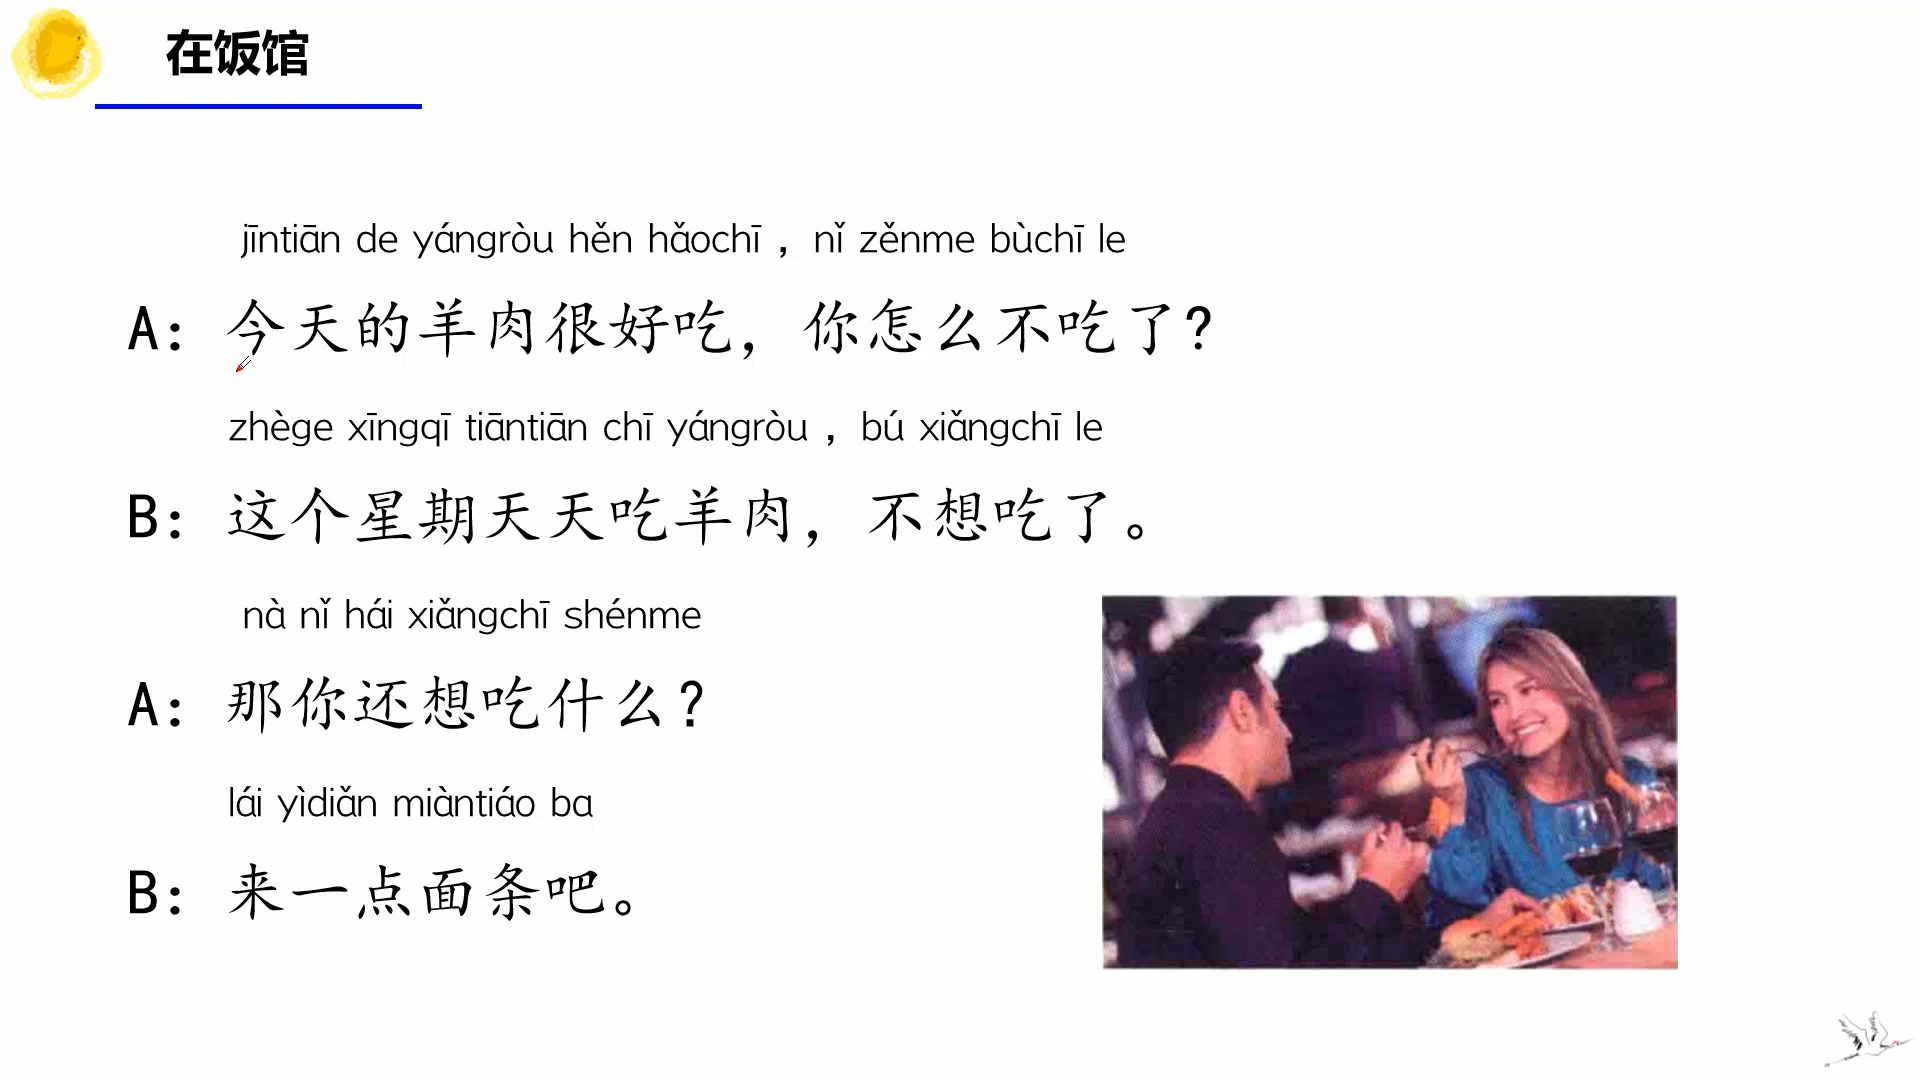 在饭馆
jīntiān de yángròu hěn hǎochī ，nǐ zěnme bùchī le
A：今天的羊肉很好吃，你怎么不吃了？
zhège xīngqī tiāntiān chī yángròu ，bú xiǎngchī le
B：这个星期天天吃羊肉，不想吃了。
nà nǐ hái xiǎngchī shénme
A：那你还想吃什么？
lái yìdiǎn miàntiáo ba
B：来一点面条吧。